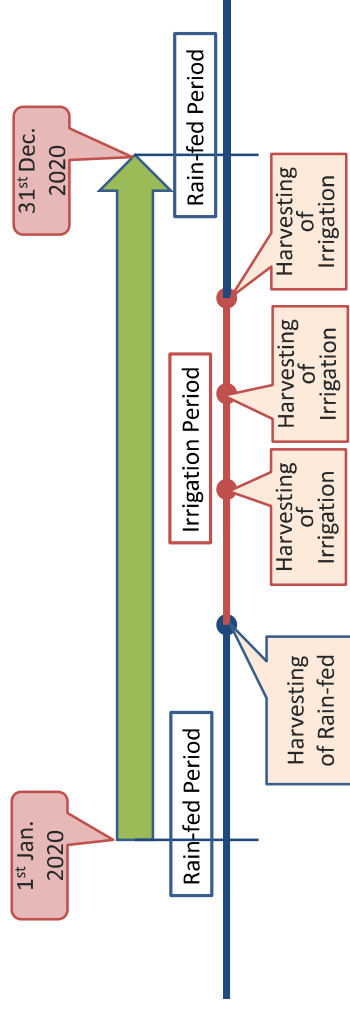 1st Jan.
2020
31st Dec.
2020
Rain-fed Period
Irrigation Period
Rain-fed Period
Harvesting
of Rain-fed
Harvesting
of
Irrigation
Harvesting
of
Irrigation
Harvesting
of
Irrigation